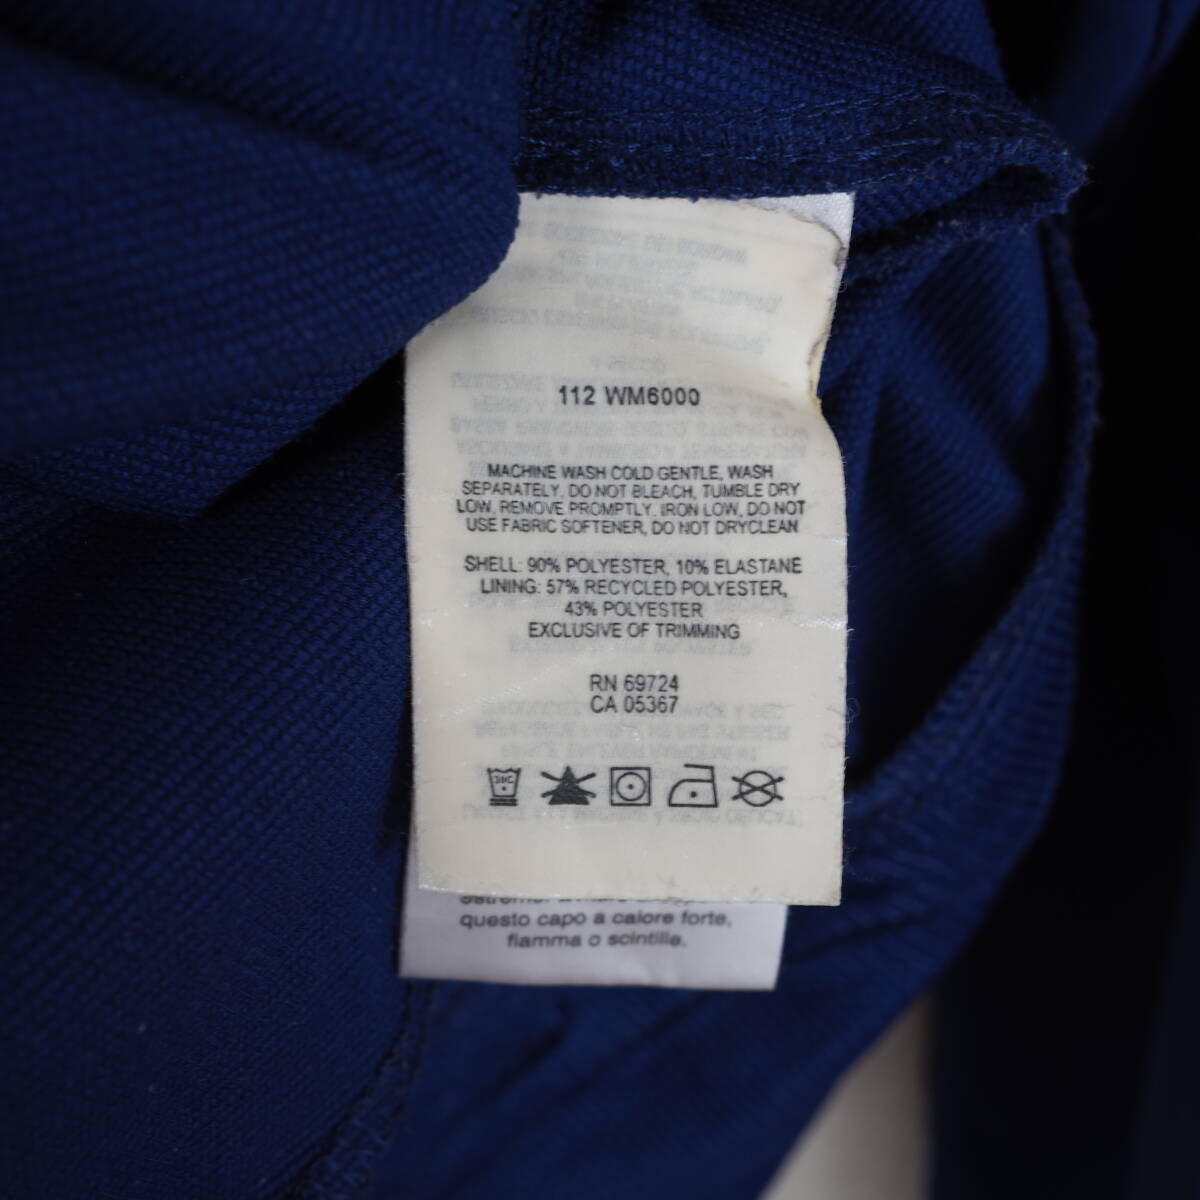 112 WM6000
MACHINE WASH COLD GENTLE, WASH
SEPARATELY, DO NOT BLEACH, TUMBLE DRY
LOW, REMOVE PROMPTLY. IRON LOW, DO NOT
USE FABRIC SOFTENER, DO NOT DRYCLEAN
SHELL: 90% POLYESTER, 10% ELASTANE
LINING: 57% RECYCLED POLYESTER,
43% POLYESTER
EXCLUSIVE OF TRIMMING
RN 69724
CA 05367
30C
questo capo a calore forte,
fiamma o scintille.